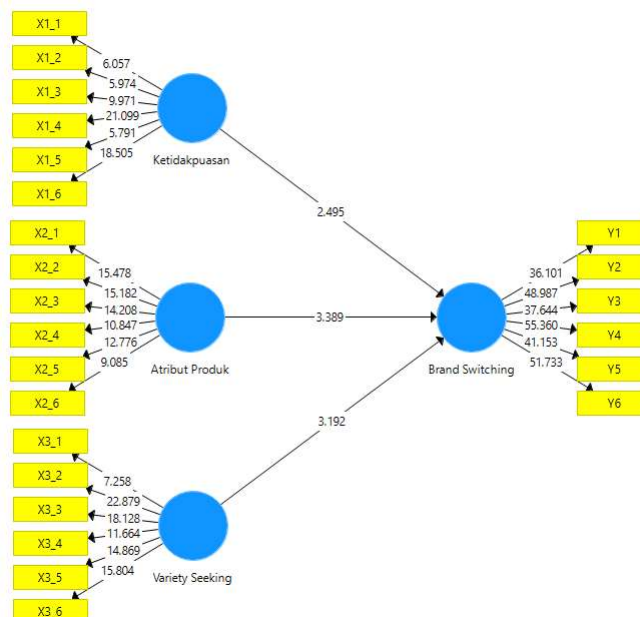 X1_1
X1_2
X1_3
X1_4
X1_5
X1_6
6.057
5.974
9.971
21.099
5.791
18.505
Ketidakpuasan
2.495
X2_1
X2_2
X2_3
X2_4
X2_5
X2_6
15.478
15.182
14.208
10.847
12.776
9.085
Atribut Produk
3.389
X3_1
X3_2
X3_3
X3_4
X3_5
X3_6
7.258
22.879
18.128
11.664
14.869
15.804
Variety Seeking
3.192
Brand Switching
36.101
48.987
37.644
55.360
41.153
51.733
Y1
Y2
Y3
Y4
Y5
Y6